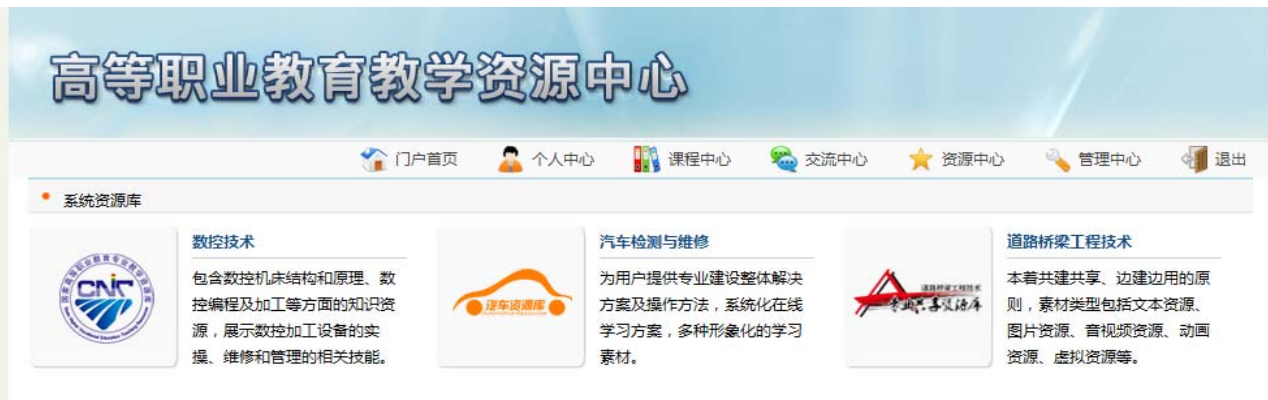 高等职业教育教学资源中心
门户首页 个人中心 课程中心 交流中心 资源中心 管理中心 退出
系统资源库
数控技术
包含数控机床结构和原理、数
控编程及加工等方面的知识资
源，展示数控加工设备的实
操、维修和管理的相关技能。
CNC
汽车检测与维修
为用户提供专业建设整体解决
方案及操作方法，系统化在线
学习方案，多种形象化的学习
素材。
汽车资源库
道路桥梁工程技术
本着共建共享、边建边用的原
则，素材类型包括文本资源、
图片资源、音视频资源、动画
资源、虚拟资源等。
道路桥梁工程技术
专业共享资源库